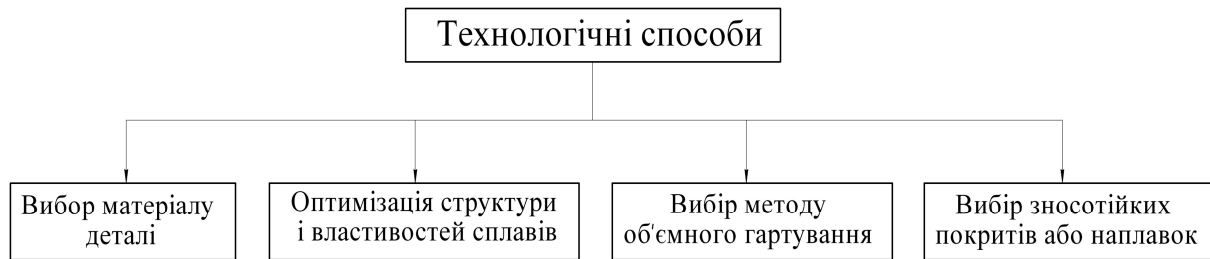 Технологічні способи
Вибор матеріалу
деталі
Оптимізація структури
і властивостей сплавів
Вибір методу
об'ємного гартування
Вибір зносотійких
покритів або наплавок